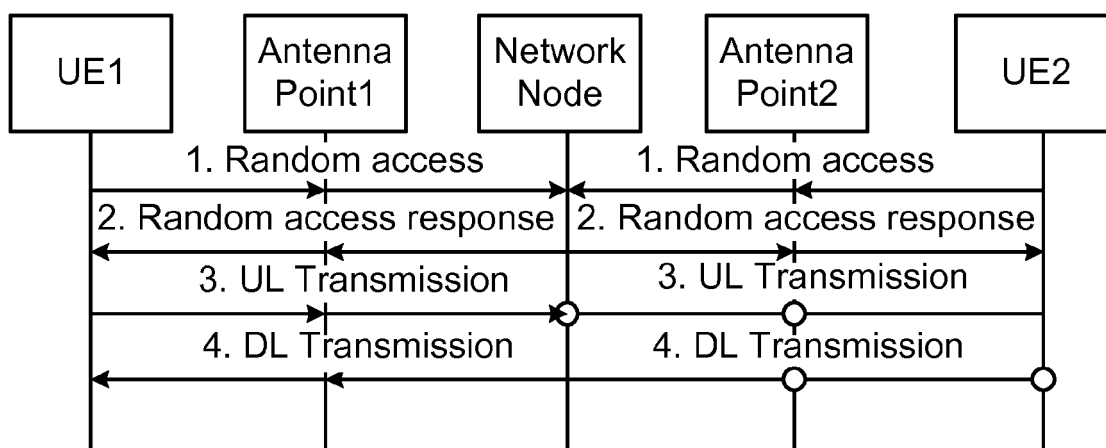 UE1
Antenna
Point1
Network
Node
Antenna
Point2
UE2
1. Random access
1. Random access
2. Random access response
2. Random access response
3. UL Transmission
3. UL Transmission
4. DL Transmission
4. DL Transmission